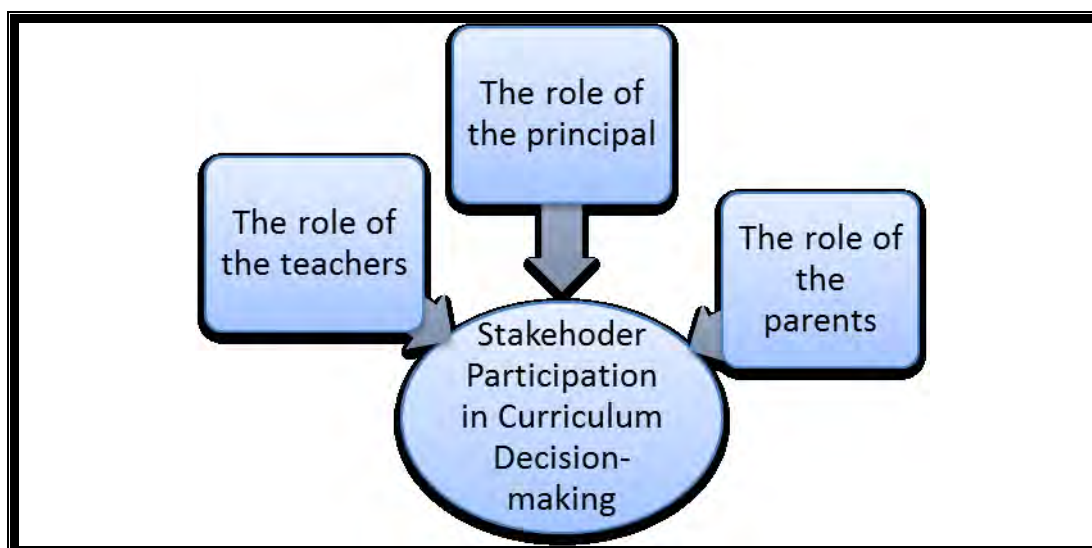 The role of
the principal
The role of
the teachers
The role of
the
parents
Stakehoder
Participation
in Curriculum
Decision-
making